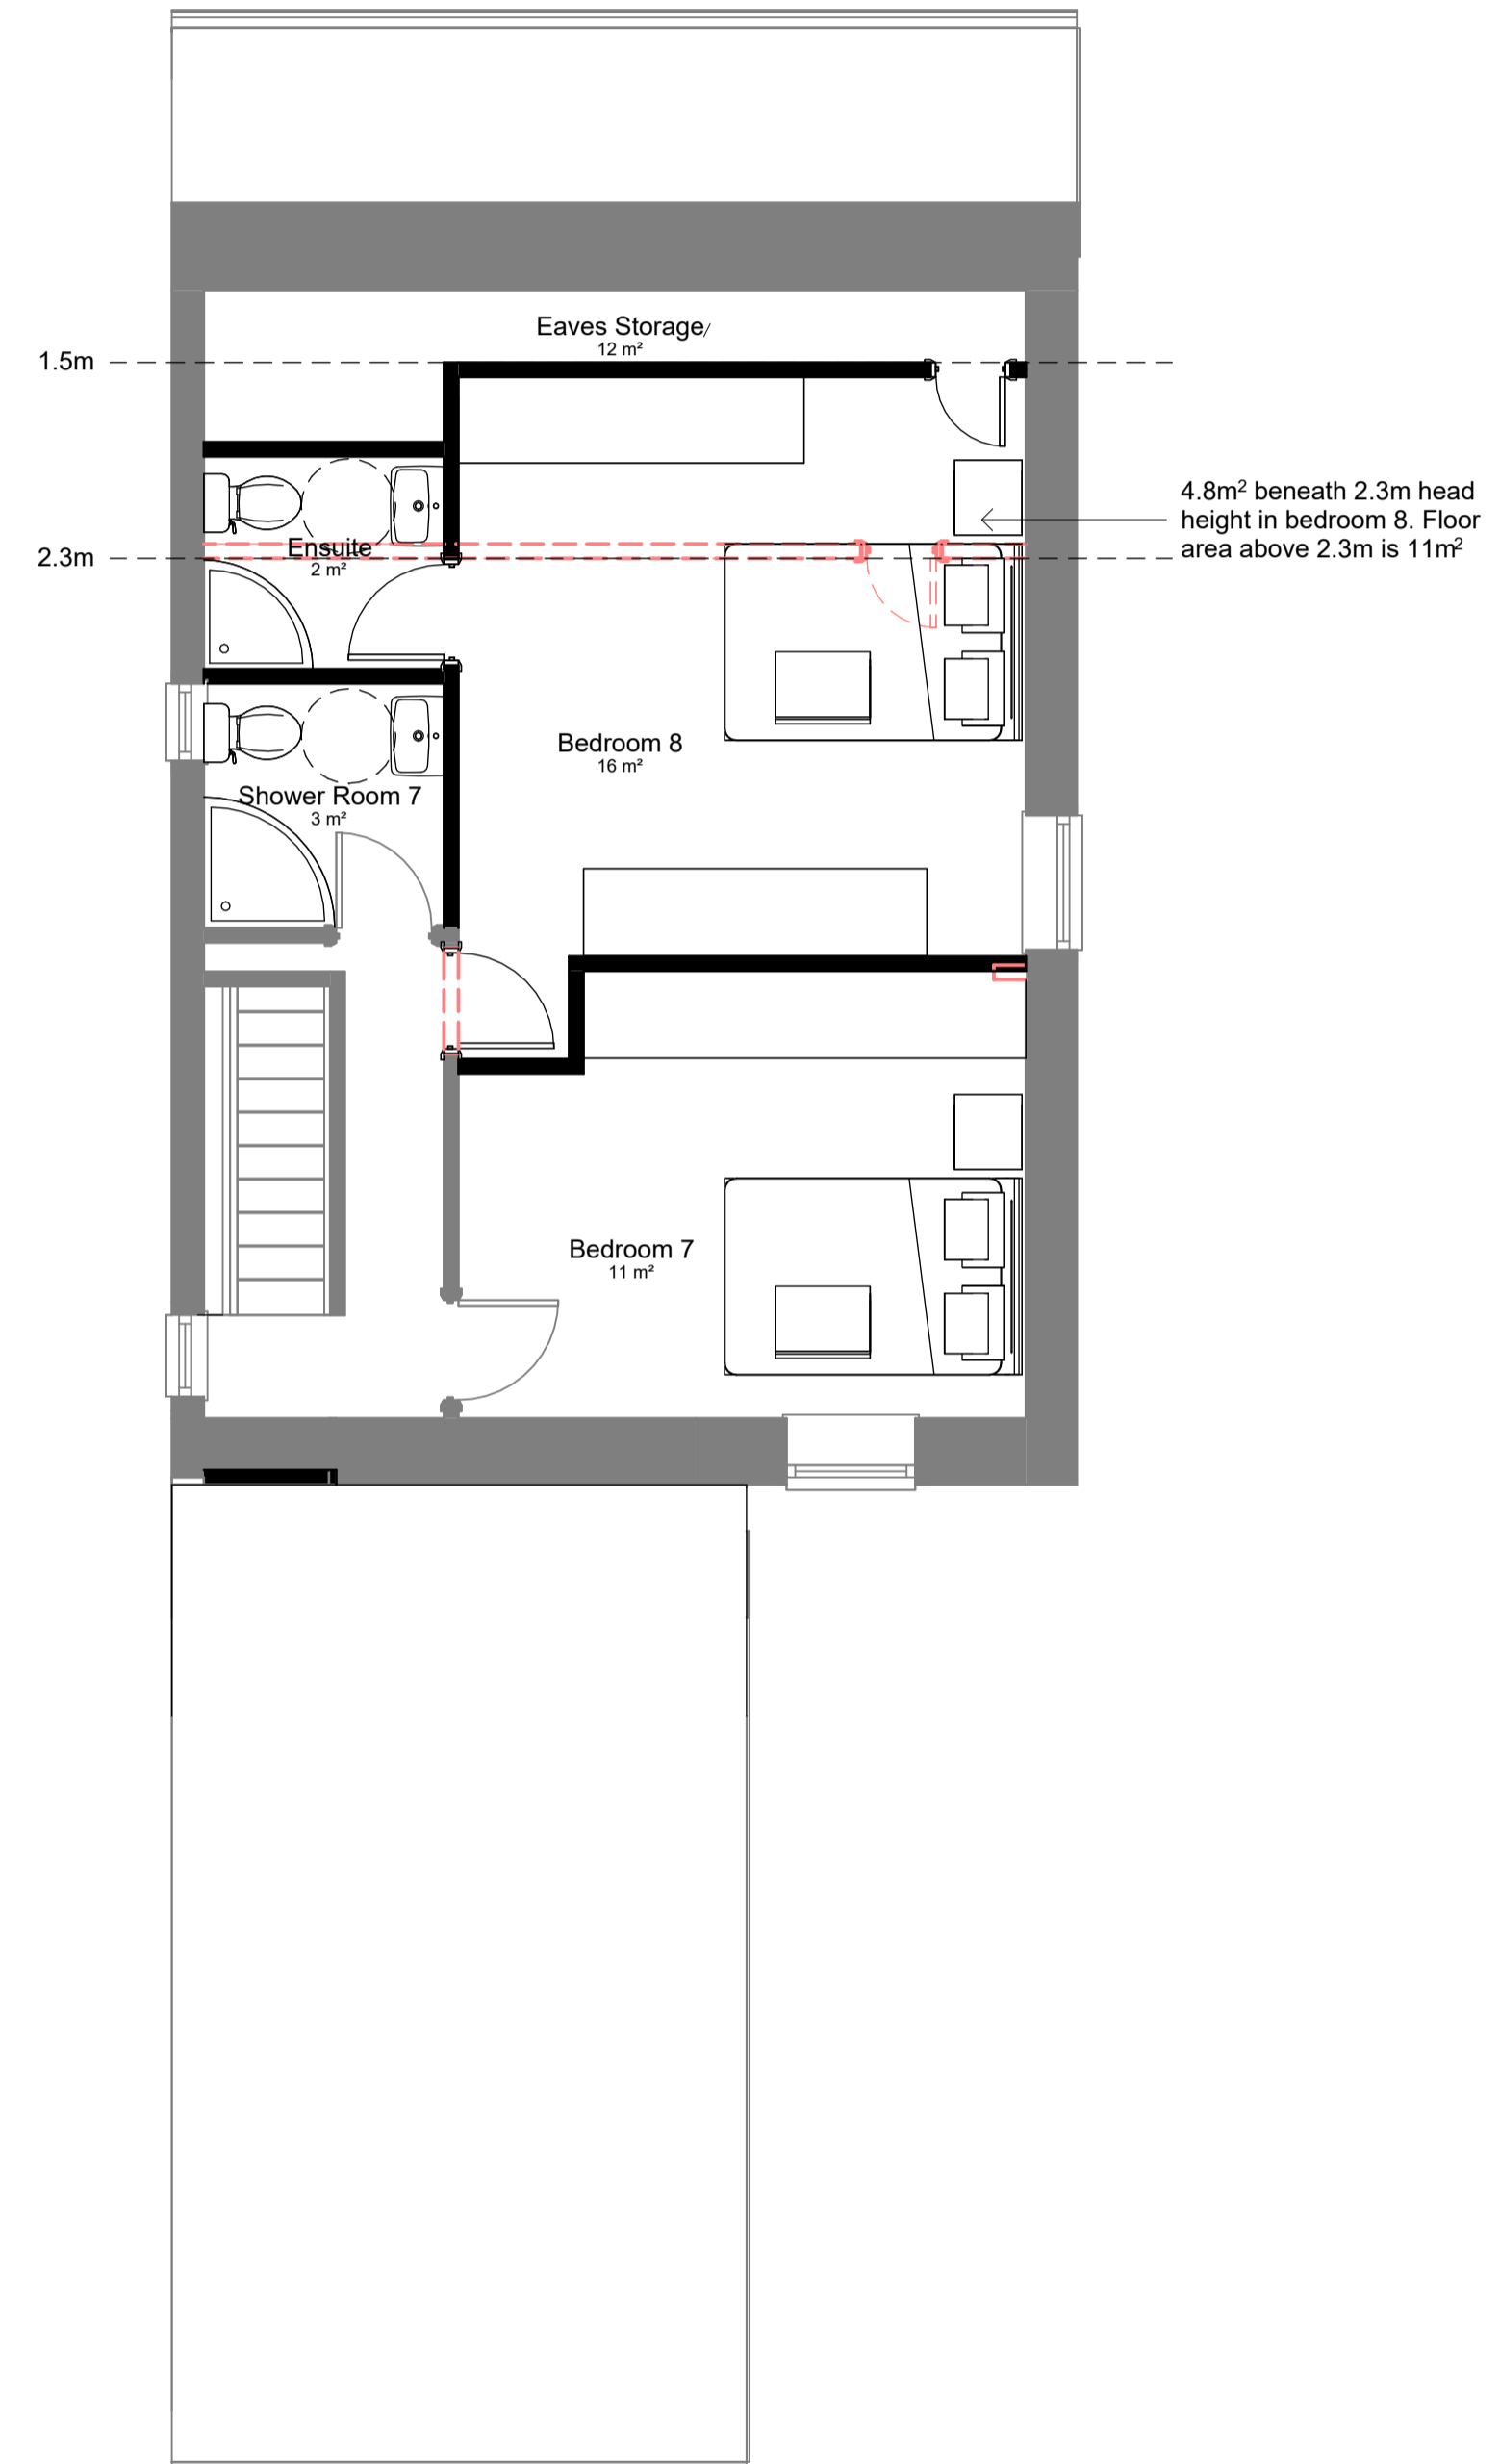 Eaves Storage
12 m²
1.5m
4.8m² beneath 2.3m head
height in bedroom 8. Floor
area above 2.3m is 11m²
Ensuite
2 m²
2.3m
Bedroom 8
16 m²
Shower Room 7
3 m²
Bedroom 7
11 m²